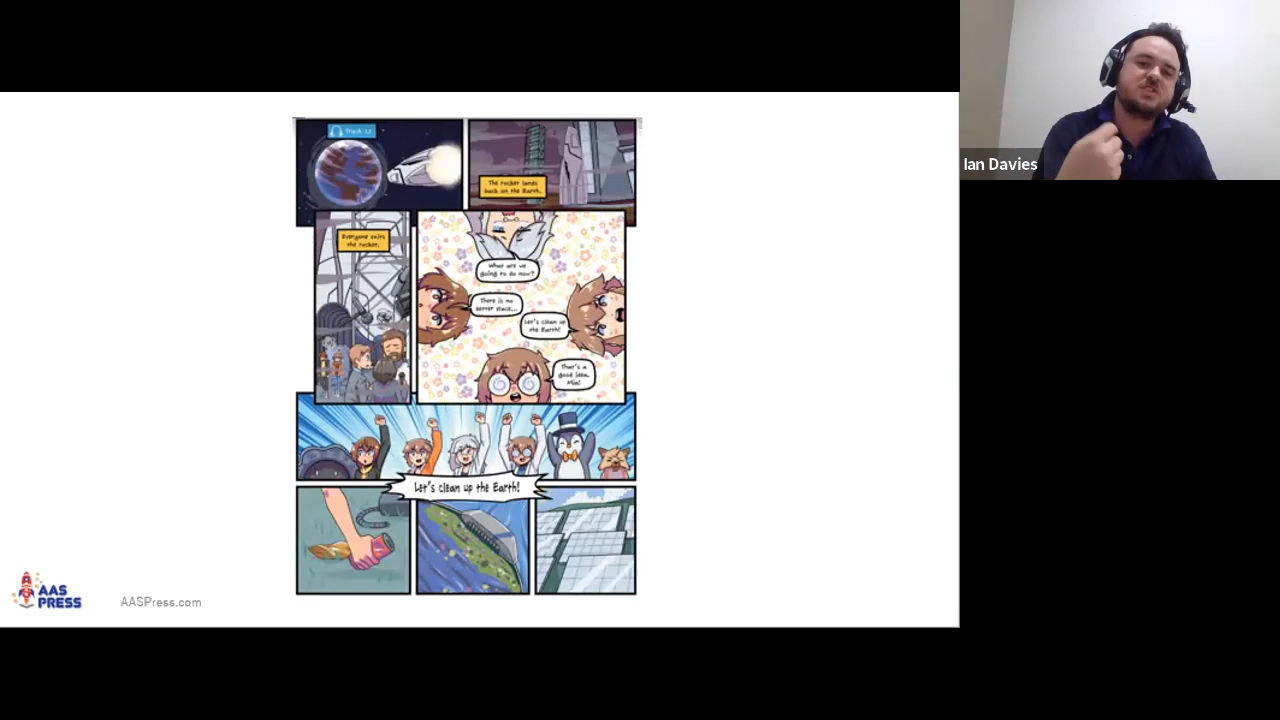 Track 17
The rocket lands
back on the Earth.
Everyone exits
the rocket.
What are we
going to do now?
There is no
better place...
Let's clean up
the Earth!
That's a
good idea,
Mia!
Let's clean up the Earth!
AAS
PRESS
AASPress.com
Ian Davies